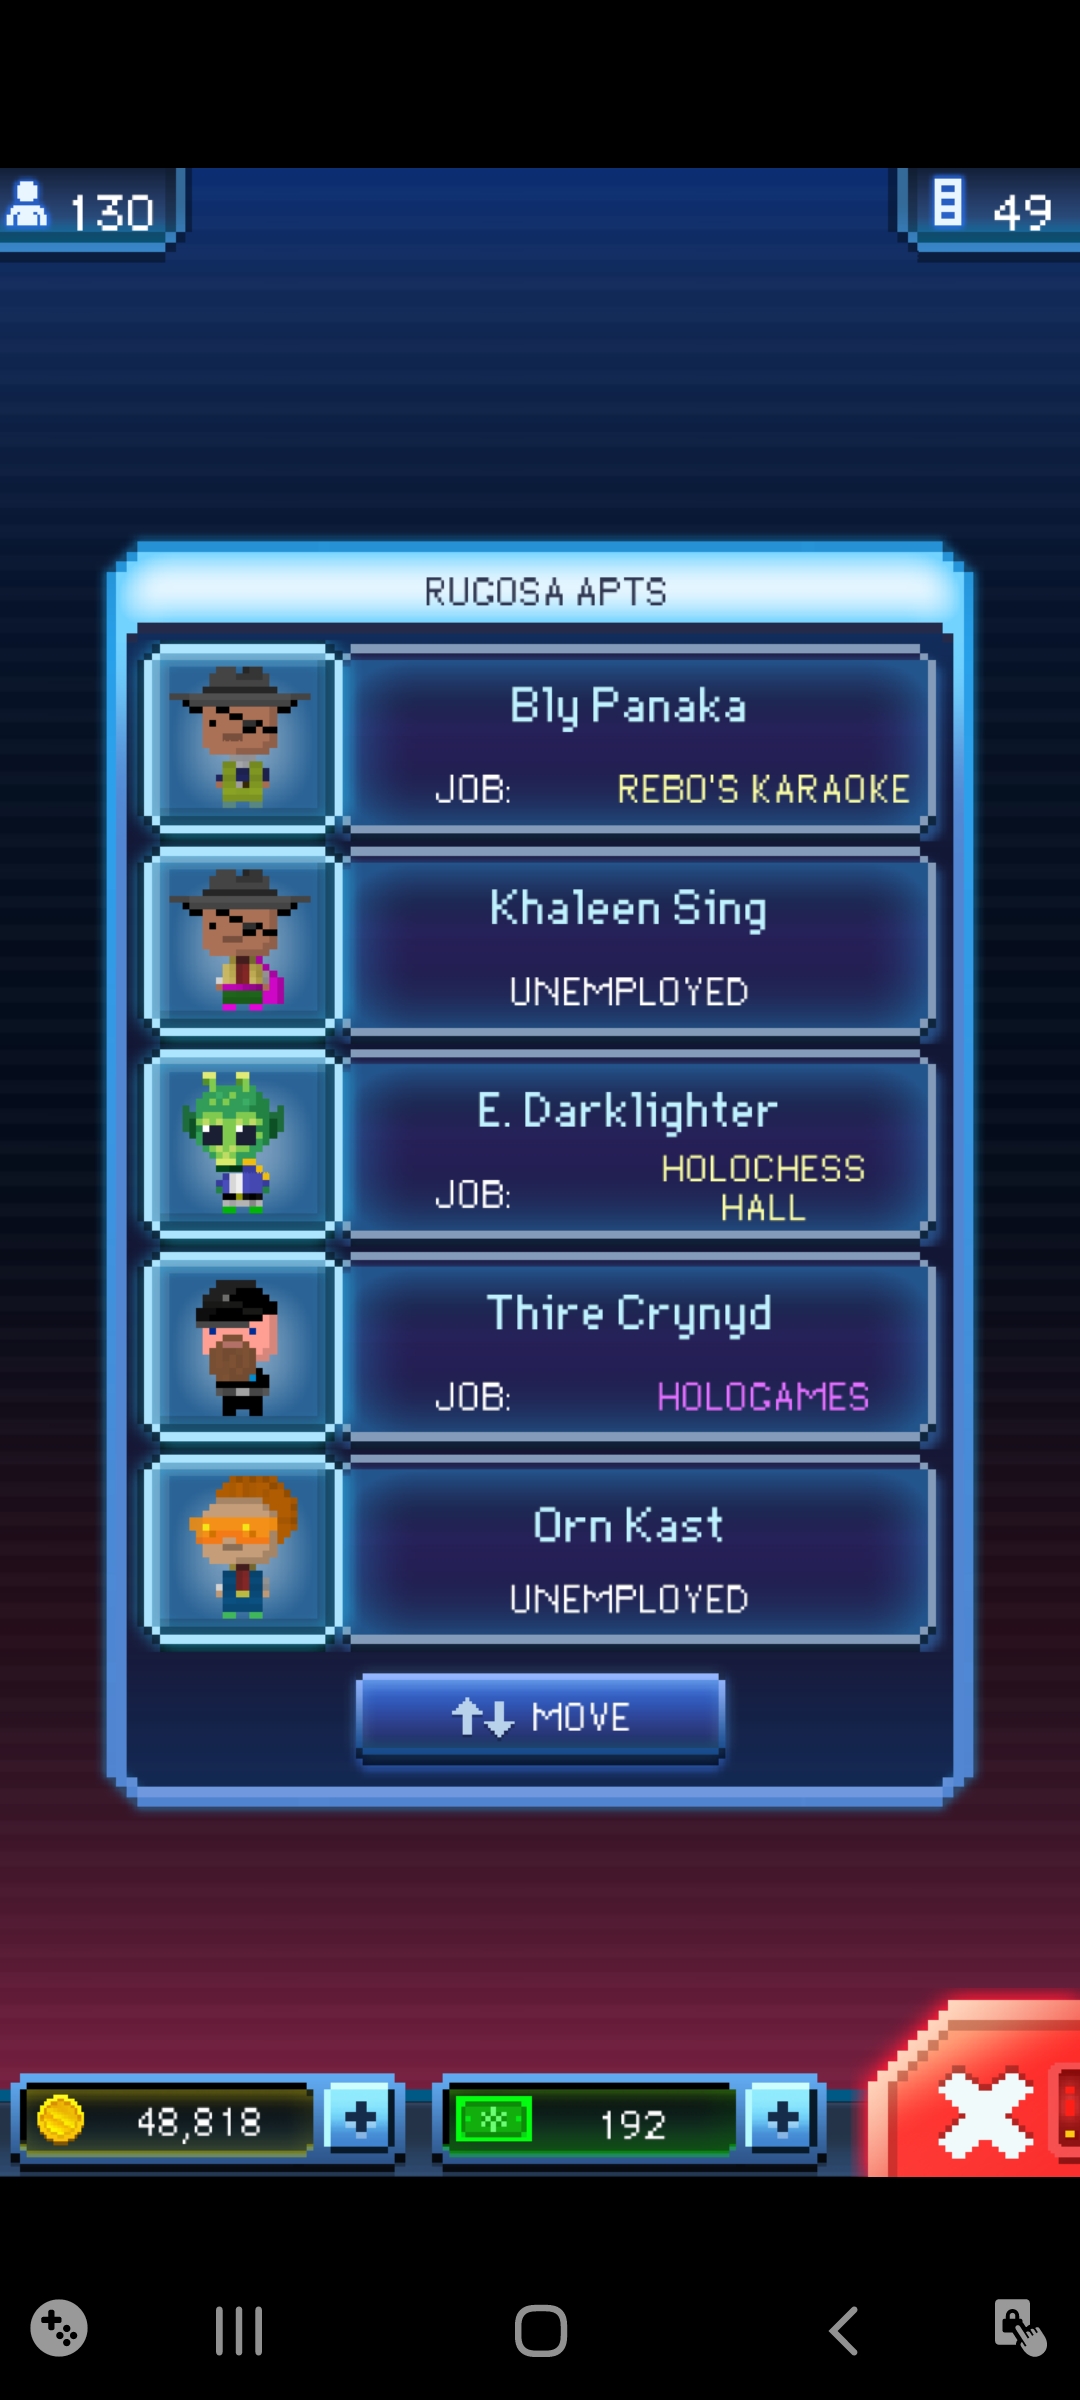 130
49
RUGOSA APTS
Bly Panaka
JOB: REBO'S KARAOKE
Khaleen Sing
UNEMPLOYED
E. Darklighter
JOB: HOLOCHESS
HALL
Thire Crynyd
JOB: HOLOGAMES
Orn Kast
UNEMPLOYED
MOVE
48,818
192